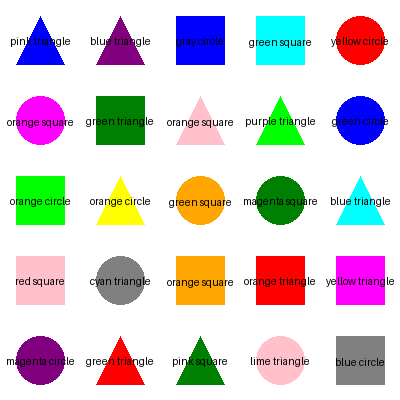 pink triangle blue triangle gray circle green square yellow circle
orange square green triangle orange square purple triangle green circle
orange circle orange circle green square magenta square blue triangle
red square cyan triangle orange square orange triangle yellow triangle
magenta circle green triangle pink square lime triangle blue circle